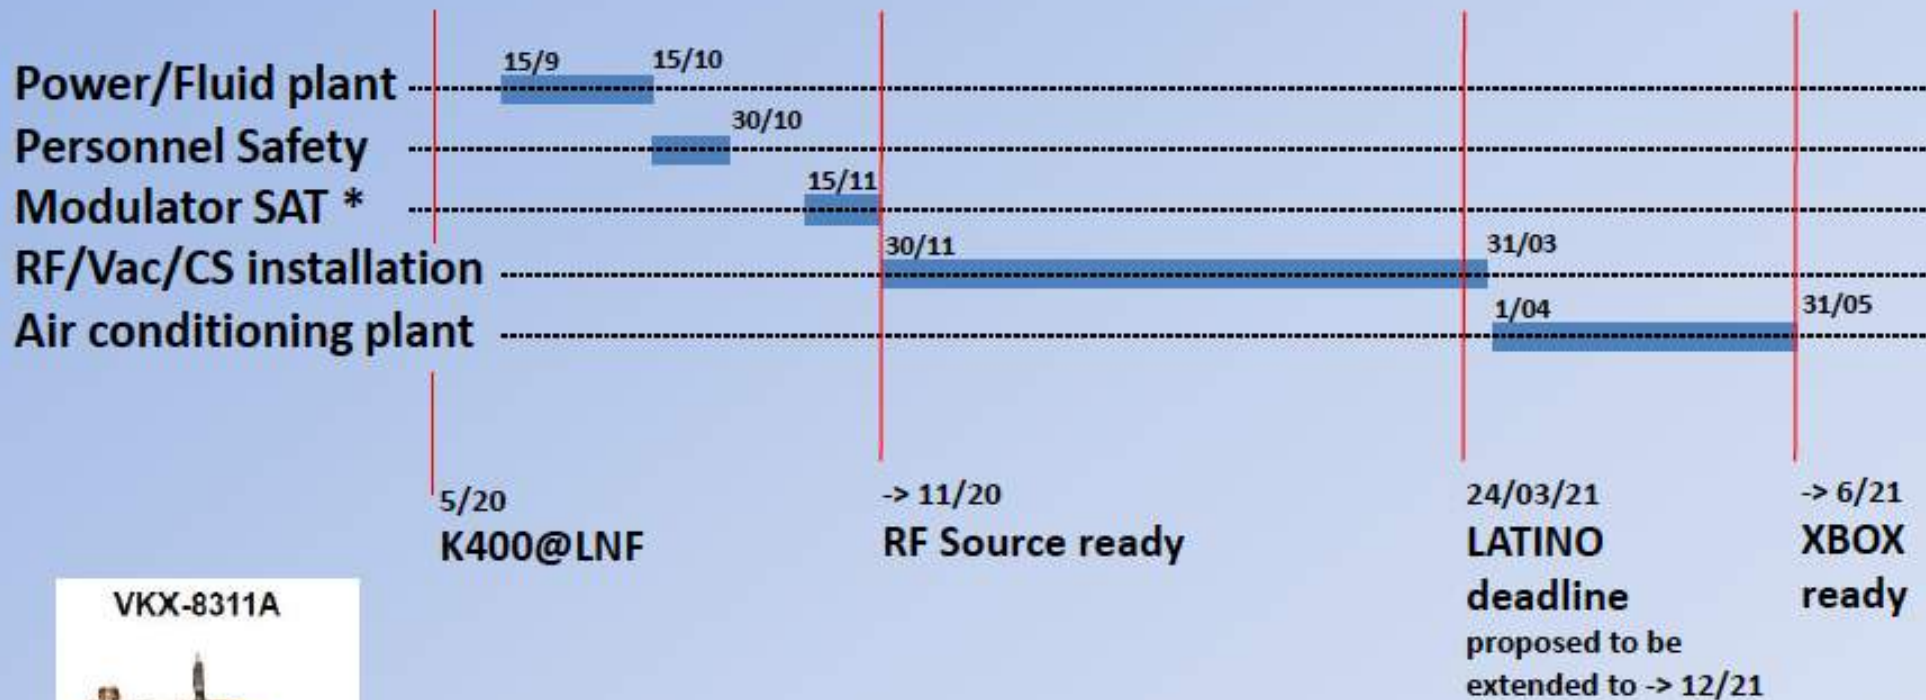 15/9 15/10
Power/Fluid plant
30/10
Personnel Safety
15/11
Modulator SAT *
30/11 31/03
RF/Vac/CS installation
1/04 31/05
Air conditioning plant
5/20
K400@LNF
-> 11/20
RF Source ready
24/03/21
LATINO
deadline
proposed to be
extended to -> 12/21
-> 6/21
XBOX
ready
VKX-8311A